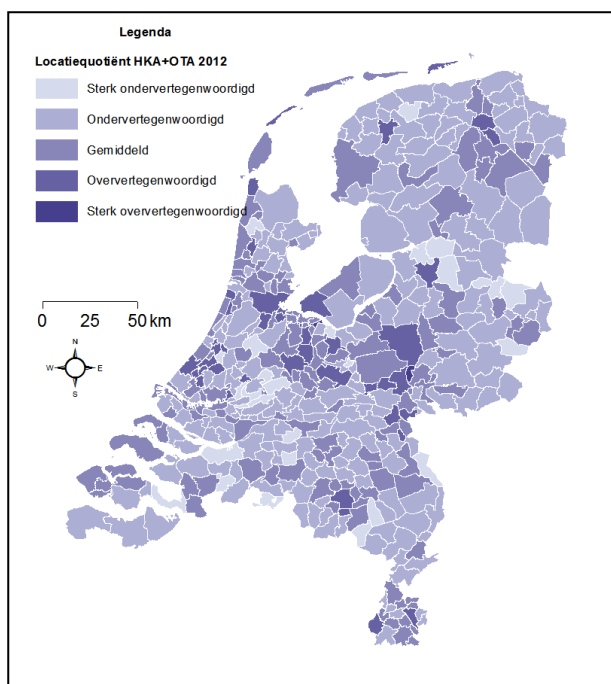 Legenda
Locatiequotiënt HKA+OTA 2012
Sterk ondervertegenwoordigd
Ondervertegenwoordigd
Gemiddeld
Oververtegenwoordigd
Sterk oververtegenwoordigd
0 25 50 km
N
W E
S